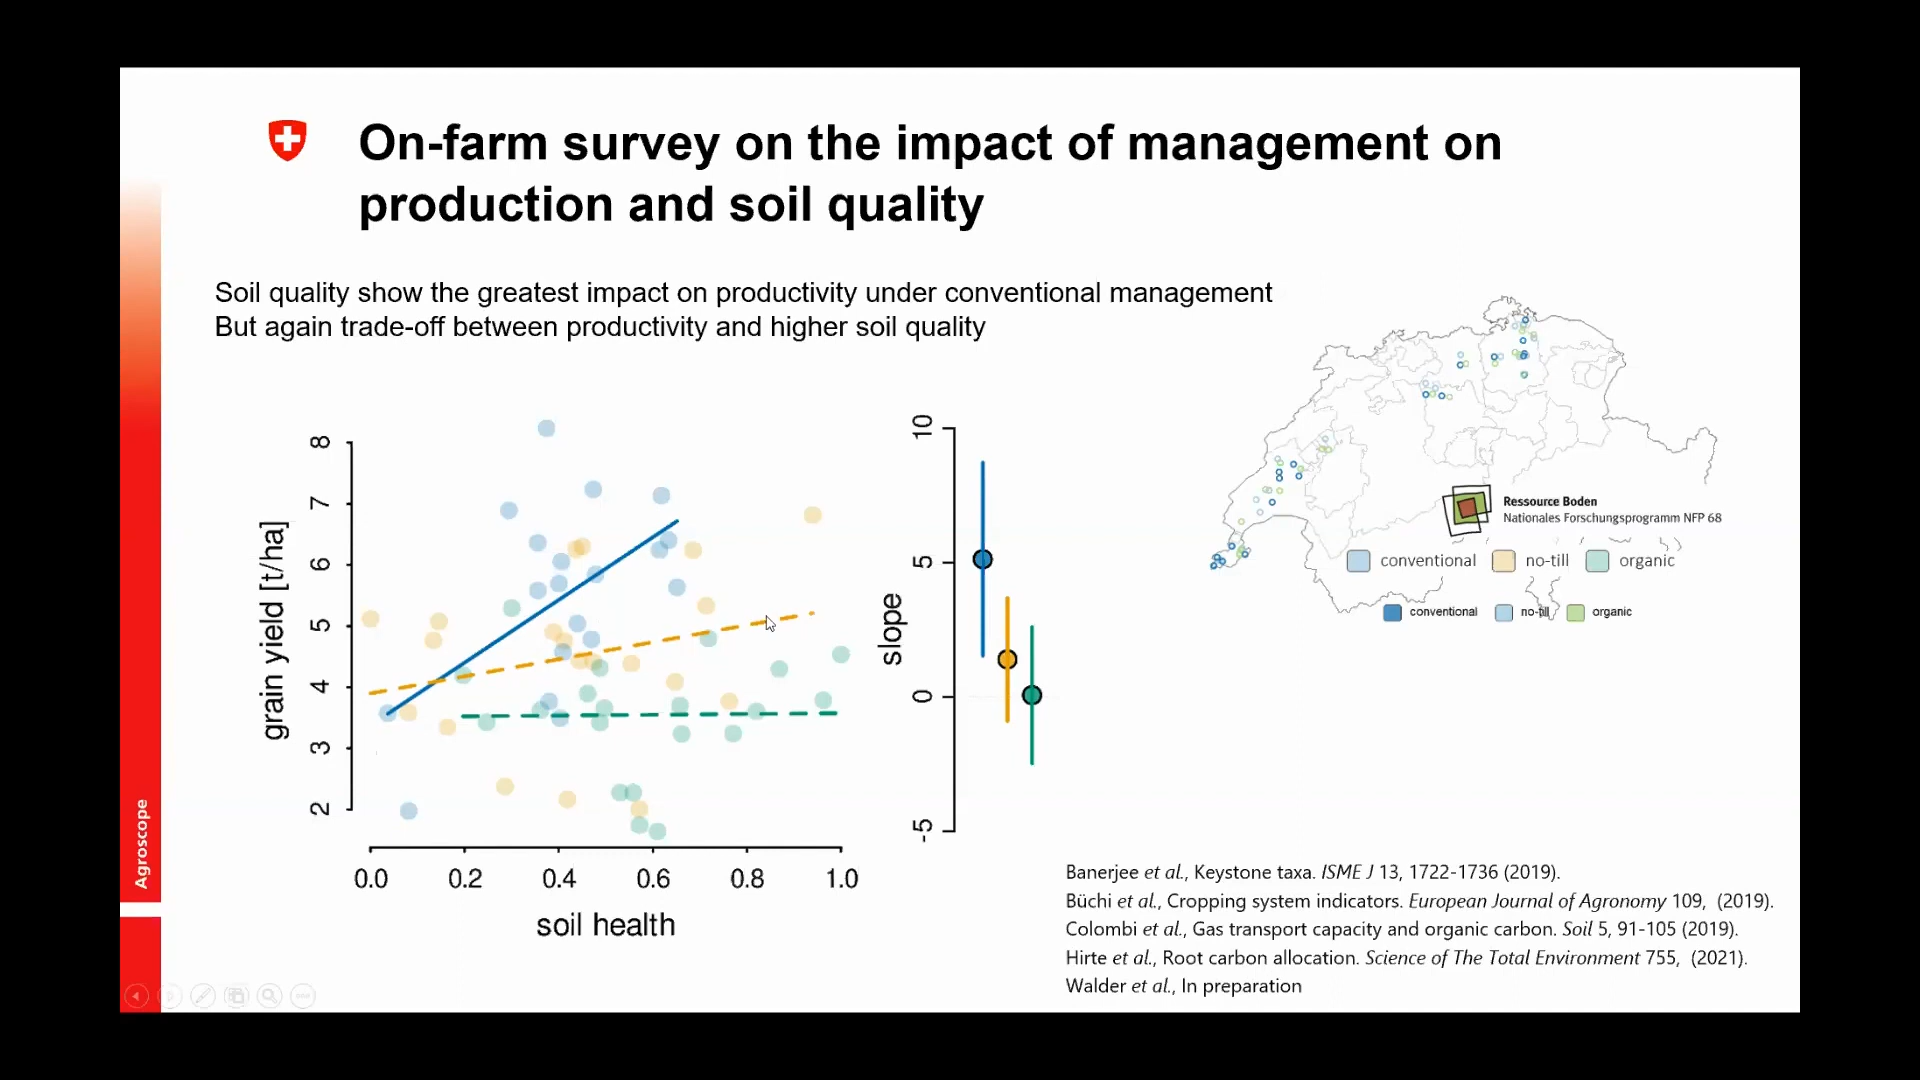 On-farm survey on the impact of management on
production and soil quality
Soil quality show the greatest impact on productivity under conventional management
But again trade-off between productivity and higher soil quality
grain yield [t/ha]
8
7
6
5
4
3
2
0.0 0.2 0.4 0.6 0.8 1.0
soil health
slope
10
5
0
-5
Ressource Boden
Nationales Forschungsprogramm NFP 68
conventional no-till organic
conventional no-till organic
Banerjee et al., Keystone taxa. ISME J 13, 1722-1736 (2019).
Büchi et al., Cropping system indicators. European Journal of Agronomy 109, (2019).
Colombi et al., Gas transport capacity and organic carbon. Soil 5, 91-105 (2019).
Hirte et al., Root carbon allocation. Science of The Total Environment 755, (2021).
Walder et al., In preparation
Agroscope